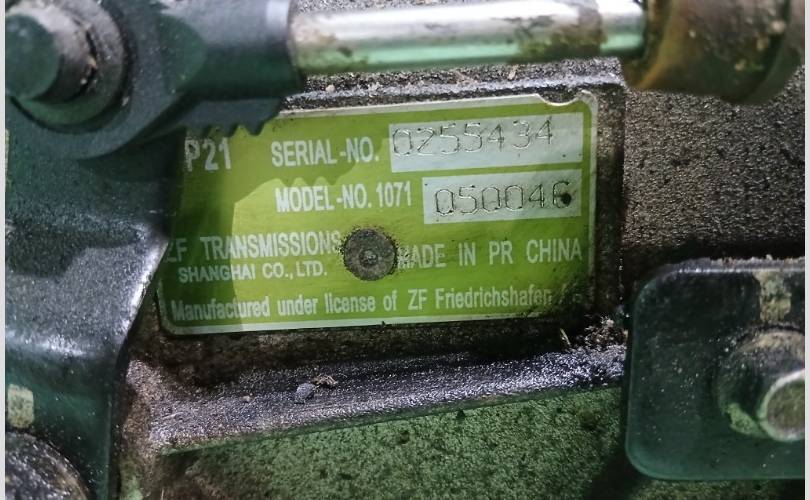 P21 SERIAL-NO. 0255434
MODEL-NO. 1071 050046
ZF TRANSMISSIONS MADE IN PR CHINA
SHANGHAI CO., LTD.
Manufactured under license of ZF Friedrichshafen